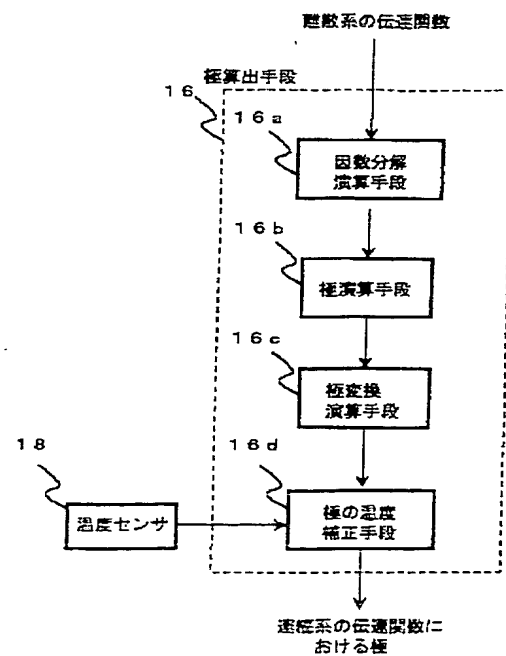 離散系の伝達関数
極算出手段
16
16a
因数分解
演算手段
16b
極演算手段
16c
極変換
演算手段
18
16d
温度センサ
極の温度
補正手段
連続系の伝達関数に
おける極